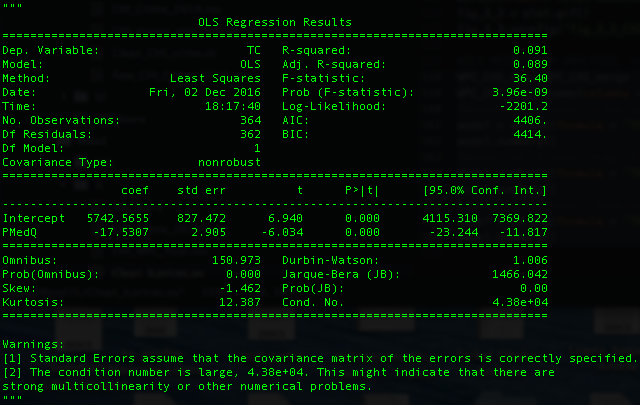 """
OLS Regression Results
==============================================================================
Dep. Variable: TC R-squared: 0.091
Model: OLS Adj. R-squared: 0.089
Method: Least Squares F-statistic: 36.40
Date: Fri, 02 Dec 2016 Prob (F-statistic): 3.96e-09
Time: 18:17:40 Log-Likelihood: -2201.2
No. Observations: 364 AIC: 4406.
Df Residuals: 362 BIC: 4414.
Df Model: 1
Covariance Type: nonrobust
==============================================================================
coef std err t P>|t| [95.0% Conf. Int.]
------------------------------------------------------------------------------
Intercept 5742.5655 827.472 6.940 0.000 4115.310 7369.822
PMedQ -17.5307 2.905 -6.034 0.000 -23.244 -11.817
==============================================================================
Omnibus: 150.973 Durbin-Watson: 1.006
Prob(Omnibus): 0.000 Jarque-Bera (JB): 1466.042
Skew: -1.462 Prob(JB): 0.00
Kurtosis: 12.387 Cond. No. 4.38e+04
==============================================================================
Warnings:
[1] Standard Errors assume that the covariance matrix of the errors is correctly specified.
[2] The condition number is large, 4.38e+04. This might indicate that there are
strong multicollinearity or other numerical problems.
"""